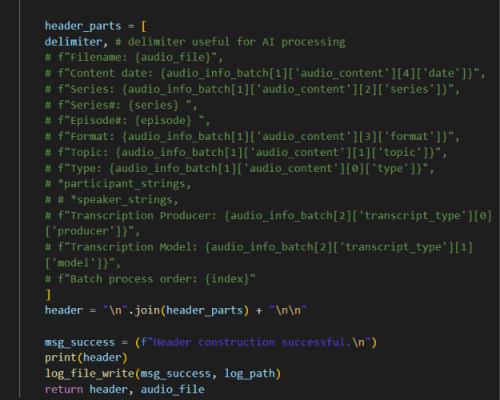 header_parts = [
delimiter, # delimiter useful for AI processing
# f"Filename: {audio_file}",
# f"Content date: {audio_info_batch[1]['audio_content'][4]['date']}",
# f"Series: {audio_info_batch[1]['audio_content'][2]['series']}",
# f"Series#: {series} ",
# f"Episode#: {episode} ",
# f"Format: {audio_info_batch[1]['audio_content'][3]['format']}",
# f"Topic: {audio_info_batch[1]['audio_content'][1]['topic']}",
# f"Type: {audio_info_batch[1]['audio_content'][0]['type']}",
# *participant_strings,
# # *speaker_strings,
# f"Transcription Producer: {audio_info_batch[2]['transcript_type'][0]
['producer']}",
# f"Transcription Model: {audio_info_batch[2]['transcript_type'][1]
['model']}",
# f"Batch process order: {index}"
]
header = "\n".join(header_parts) + "\n\n"
msg_success = (f"Header construction successful.\n")
print(header)
log_file_write(msg_success, log_path)
return header, audio_file